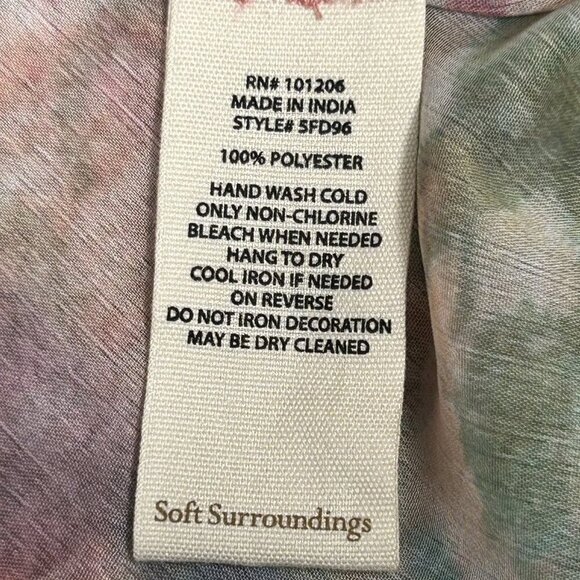 RN# 101206
MADE IN INDIA
STYLE# 5FD96
100% POLYESTER
HAND WASH COLD
ONLY NON-CHLORINE
BLEACH WHEN NEEDED
HANG TO DRY
COOL IRON IF NEEDED
ON REVERSE
DO NOT IRON DECORATION
MAY BE DRY CLEANED
Soft Surroundings